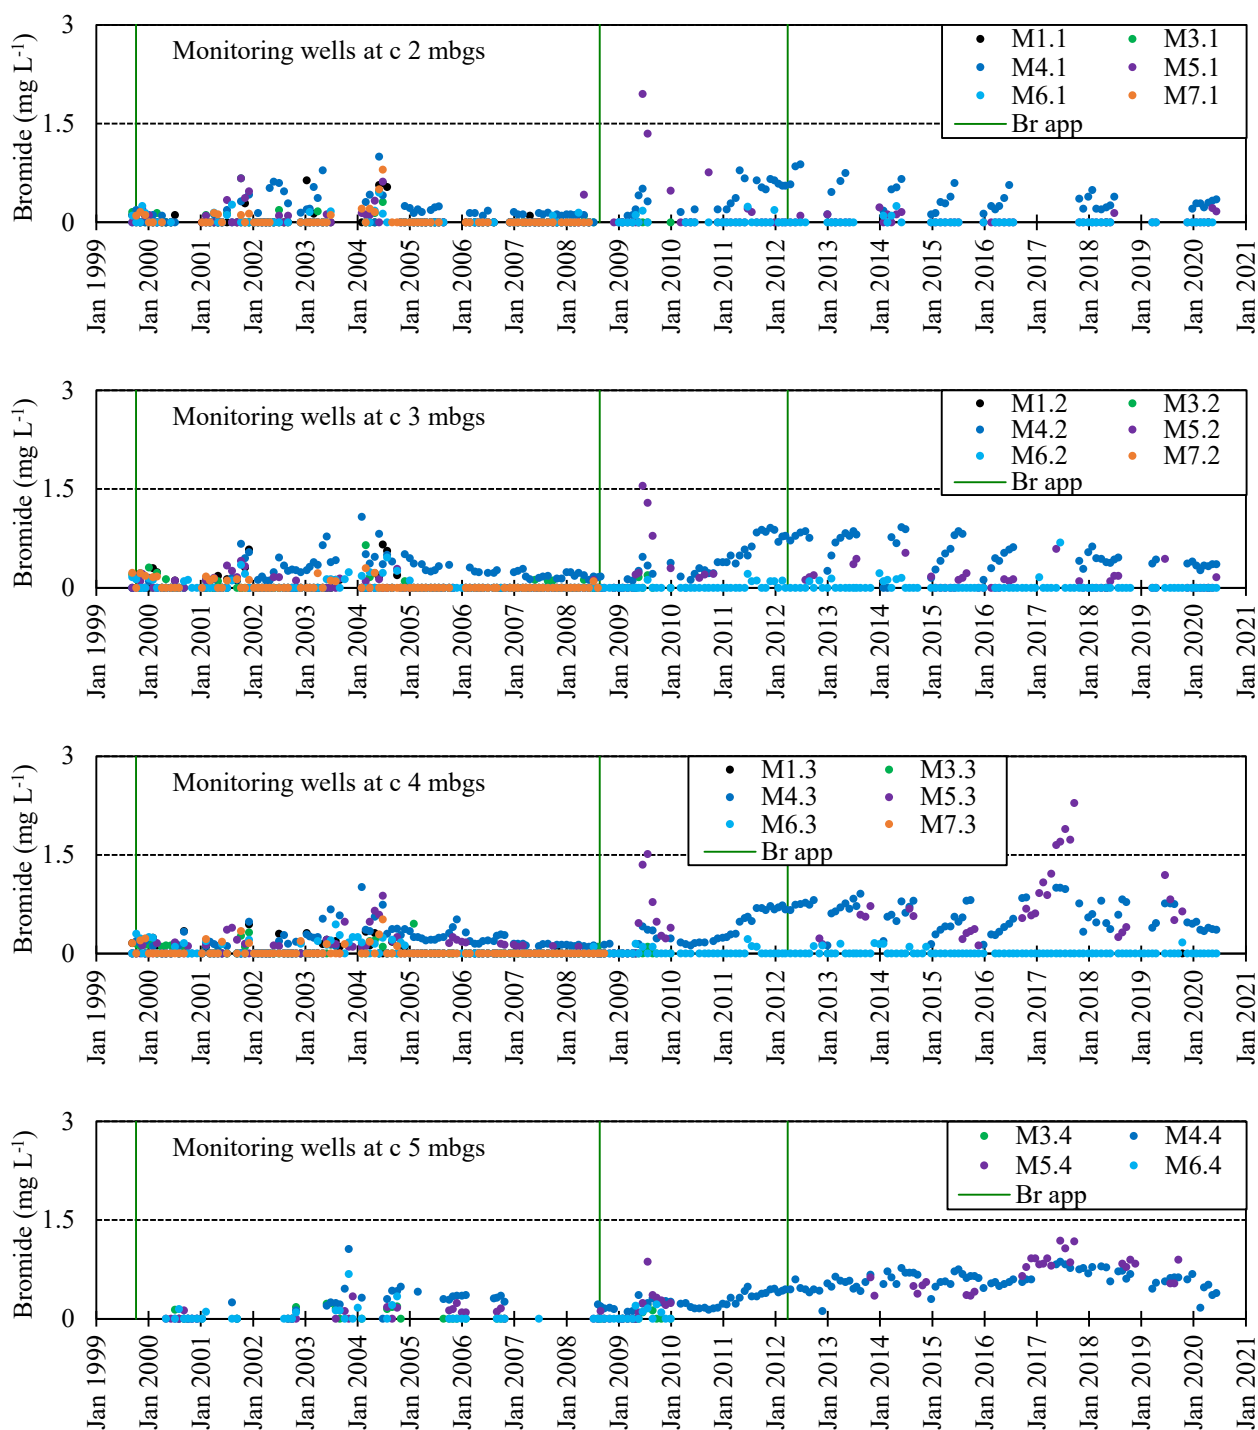 Monitoring wells at c 2 mbgs
Bromide (mg L-1)
3
1.5
0
M1.1 M3.1
M4.1 M5.1
M6.1 M7.1
Br app
Jan 1999 Jan 2000 Jan 2001 Jan 2002 Jan 2003 Jan 2004 Jan 2005 Jan 2006 Jan 2007 Jan 2008 Jan 2009 Jan 2010 Jan 2011 Jan 2012 Jan 2013 Jan 2014 Jan 2015 Jan 2016 Jan 2017 Jan 2018 Jan 2019 Jan 2020 Jan 2021
Monitoring wells at c 3 mbgs
Bromide (mg L-1)
3
1.5
0
M1.2 M3.2
M4.2 M5.2
M6.2 M7.2
Br app
Jan 1999 Jan 2000 Jan 2001 Jan 2002 Jan 2003 Jan 2004 Jan 2005 Jan 2006 Jan 2007 Jan 2008 Jan 2009 Jan 2010 Jan 2011 Jan 2012 Jan 2013 Jan 2014 Jan 2015 Jan 2016 Jan 2017 Jan 2018 Jan 2019 Jan 2020 Jan 2021
Monitoring wells at c 4 mbgs
Bromide (mg L-1)
3
1.5
0
M1.3 M3.3
M4.3 M5.3
M6.3 M7.3
Br app
Jan 1999 Jan 2000 Jan 2001 Jan 2002 Jan 2003 Jan 2004 Jan 2005 Jan 2006 Jan 2007 Jan 2008 Jan 2009 Jan 2010 Jan 2011 Jan 2012 Jan 2013 Jan 2014 Jan 2015 Jan 2016 Jan 2017 Jan 2018 Jan 2019 Jan 2020 Jan 2021
Monitoring wells at c 5 mbgs
Bromide (mg L-1)
3
1.5
0
M3.4 M4.4
M5.4 M6.4
Br app
Jan 1999 Jan 2000 Jan 2001 Jan 2002 Jan 2003 Jan 2004 Jan 2005 Jan 2006 Jan 2007 Jan 2008 Jan 2009 Jan 2010 Jan 2011 Jan 2012 Jan 2013 Jan 2014 Jan 2015 Jan 2016 Jan 2017 Jan 2018 Jan 2019 Jan 2020 Jan 2021